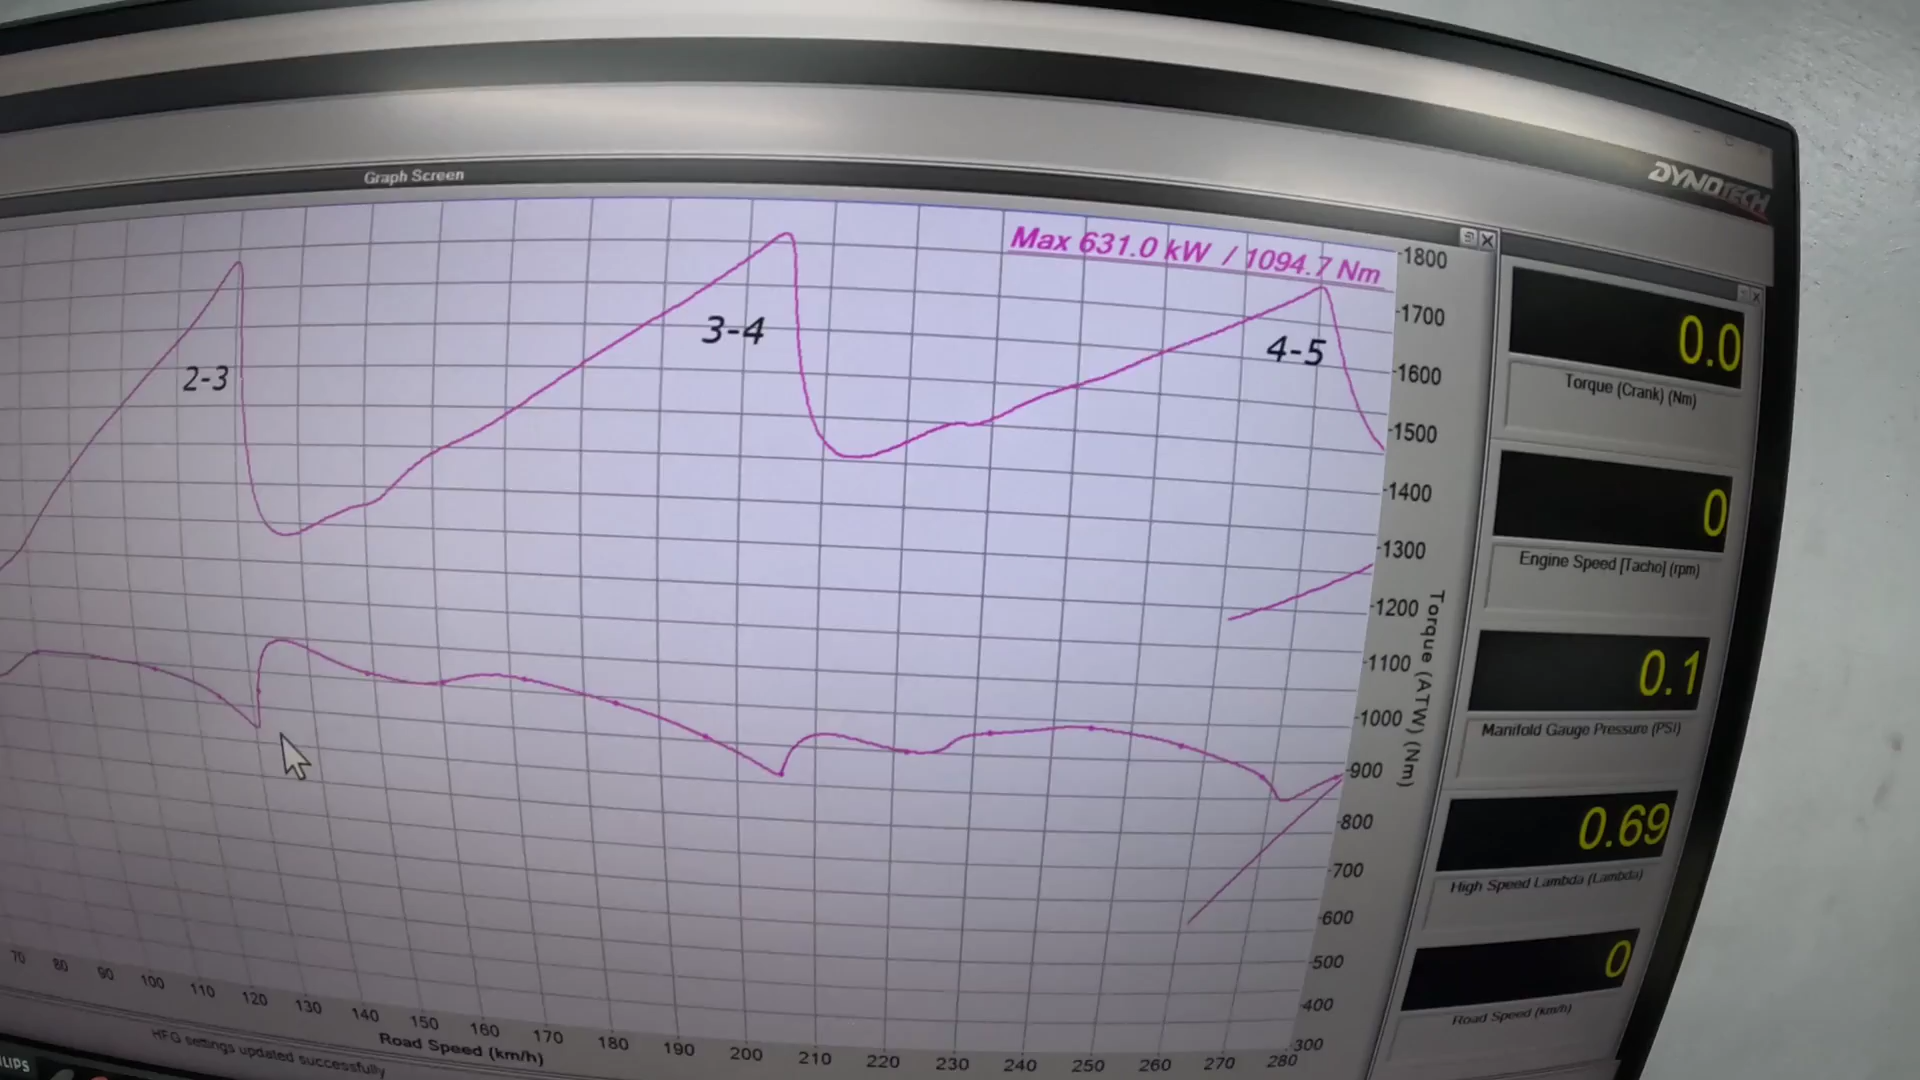 DYNOTECH
Graph Screen
Max 631.0 kW / 1094.7 Nm
2-3
3-4
4-5
1800
1700
1600
1500
1400
1300
1200
1100
1000
900
800
700
600
500
400
300
Torque (ATW) (Nm)
0.0
Torque (Crank) (Nm)
0
Engine Speed [Tacho] (rpm)
0.1
Manifold Gauge Pressure (PSI)
0.69
High Speed Lambda (Lambda)
0
Road Speed (km/h)
70 80 90 100 110 120 130 140 150 160 170 180 190 200 210 220 230 240 250 260 270 280
Road Speed (km/h)
HFG settings updated successfully